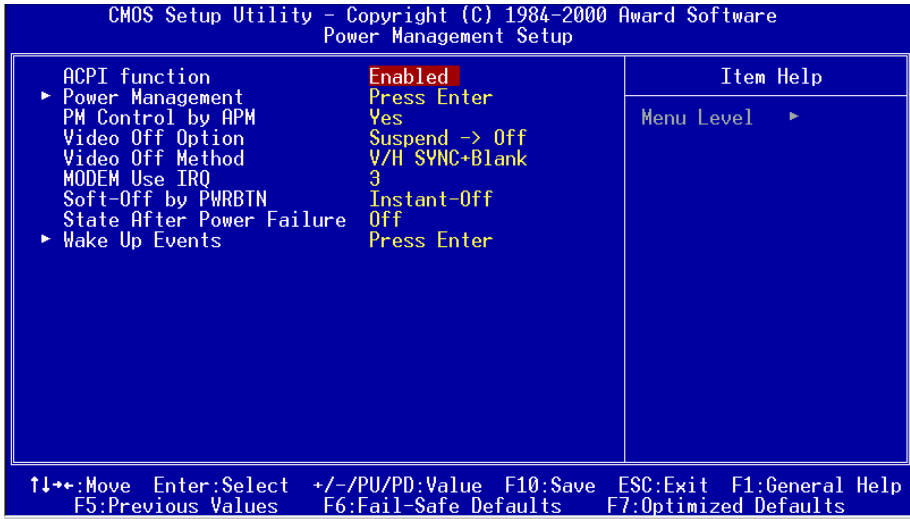 CMOS Setup Utility – Copyright (C) 1984-2000 Award Software
Power Management Setup
ACPI function Enabled
► Power Management Press Enter
PM Control by APM Yes
Video Off Option Suspend -> Off
Video Off Method V/H SYNC+Blank
MODEM Use IRQ 3
Soft-Off by PWRBTN Instant-Off
State After Power Failure Off
► Wake Up Events Press Enter
Item Help
Menu Level ►
↑↓→←:Move Enter:Select +/-/PU/PD:Value F10:Save ESC:Exit F1:General Help
F5:Previous Values F6:Fail-Safe Defaults F7:Optimized Defaults